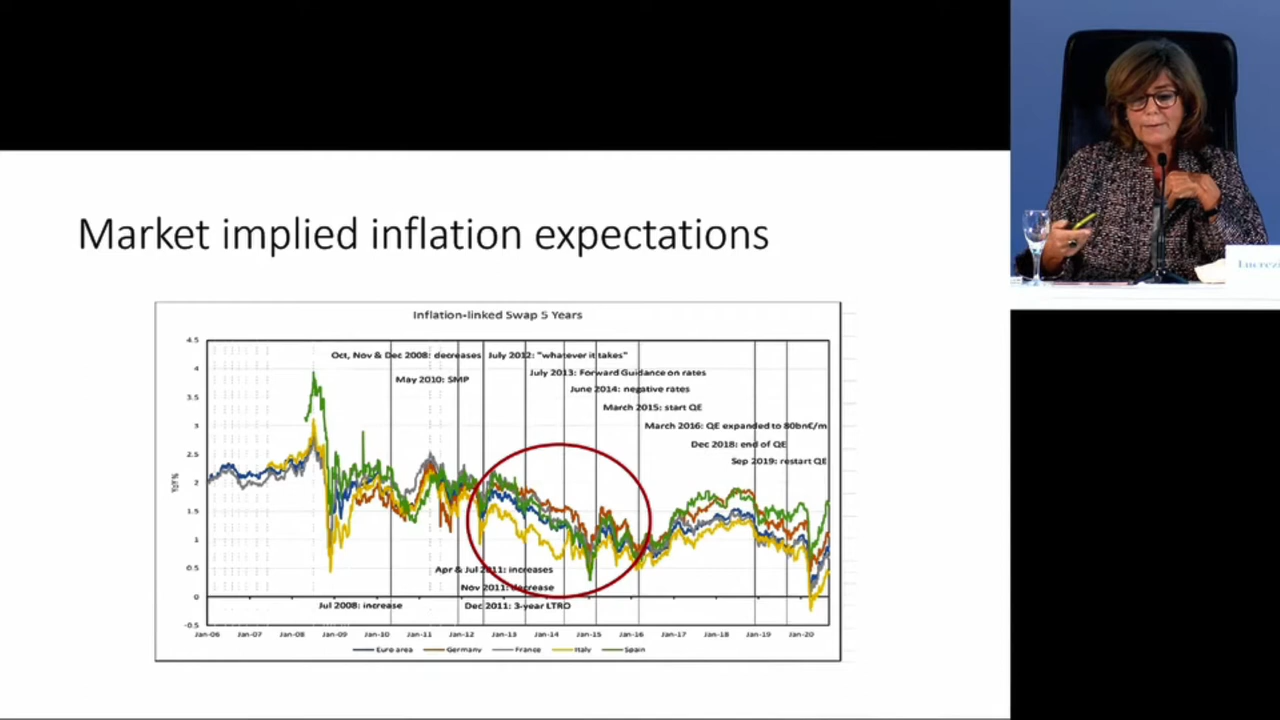 Market implied inflation expectations
Inflation-linked Swap 5 Years
4.5
4
3.5
3
2.5
2
1.5
1
0.5
0
-0.5
YoY%
Oct, Nov & Dec 2008: decreases
July 2012: "whatever it takes"
July 2013: Forward Guidance on rates
May 2010: SMP
June 2014: negative rates
March 2015: start QE
March 2016: QE expanded to 80bn€/m
Dec 2018: end of QE
Sep 2019: restart QE
Apr & Jul 2011: increases
Nov 2011: decrease
Jul 2008: increase
Dec 2011: 3-year LTRO
Jan-06 Jan-07 Jan-08 Jan-09 Jan-10 Jan-11 Jan-12 Jan-13 Jan-14 Jan-15 Jan-16 Jan-17 Jan-18 Jan-19 Jan-20
Euro area Germany France Italy Spain
Lucrezi